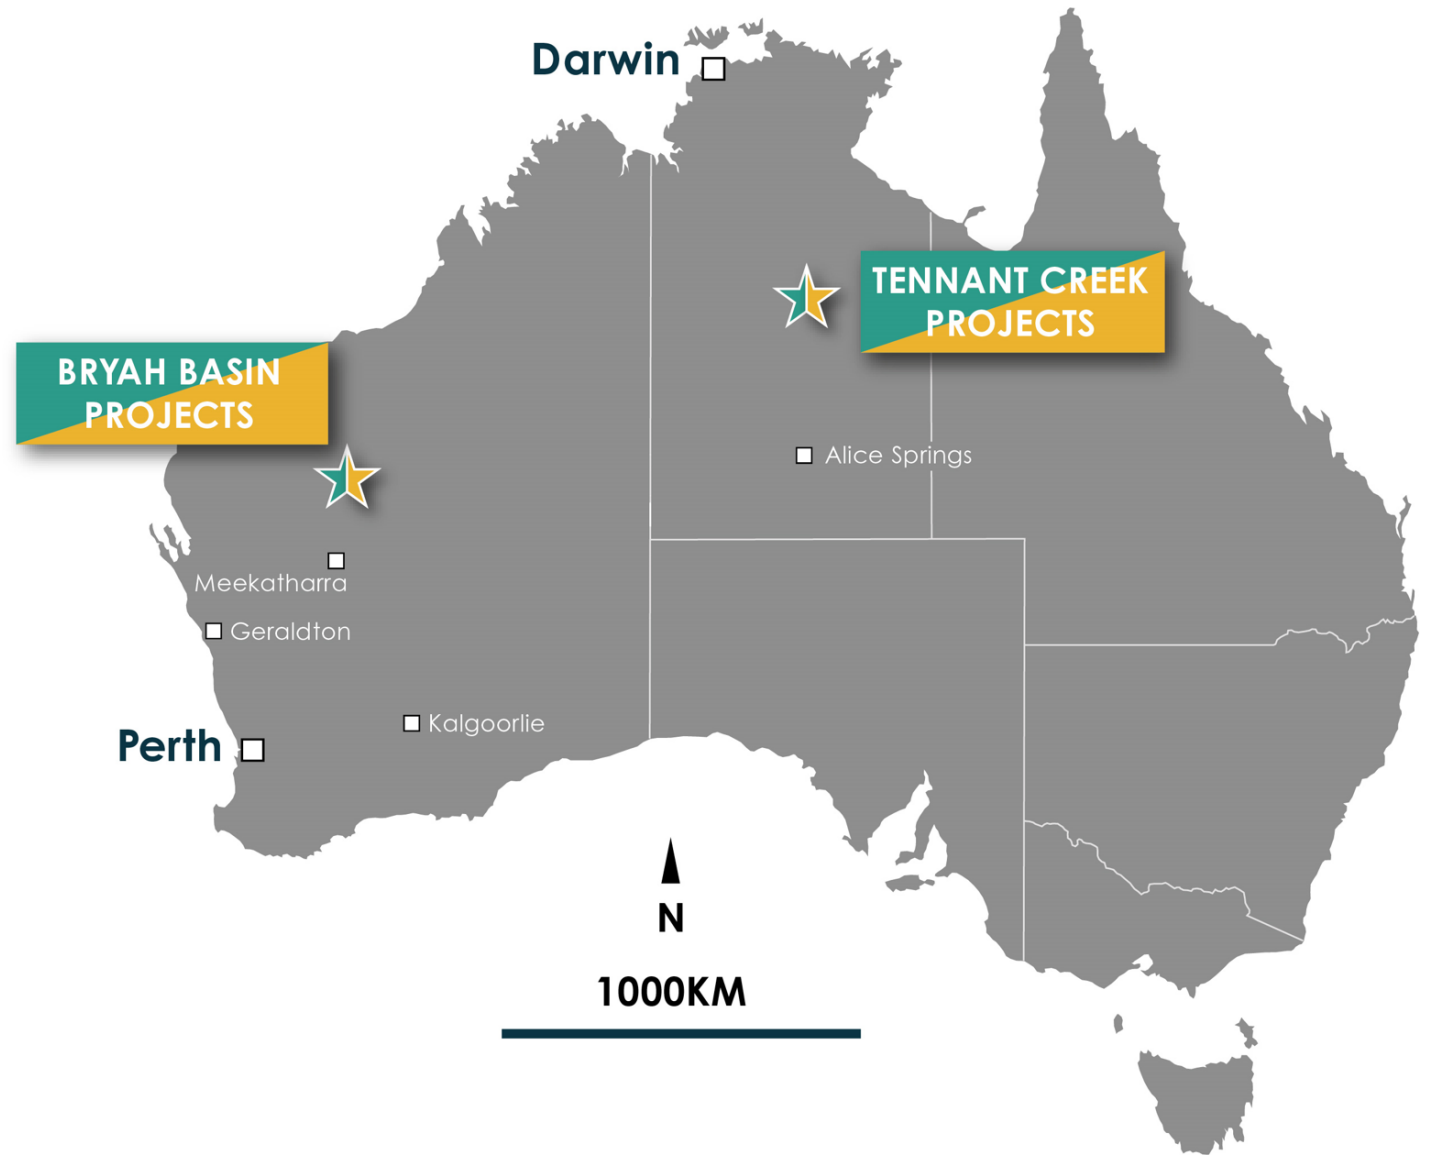 Darwin
TENNANT CREEK
PROJECTS
BRYAH BASIN
PROJECTS
Alice Springs
Meekatharra
Geraldton
Kalgoorlie
Perth
N
1000KM